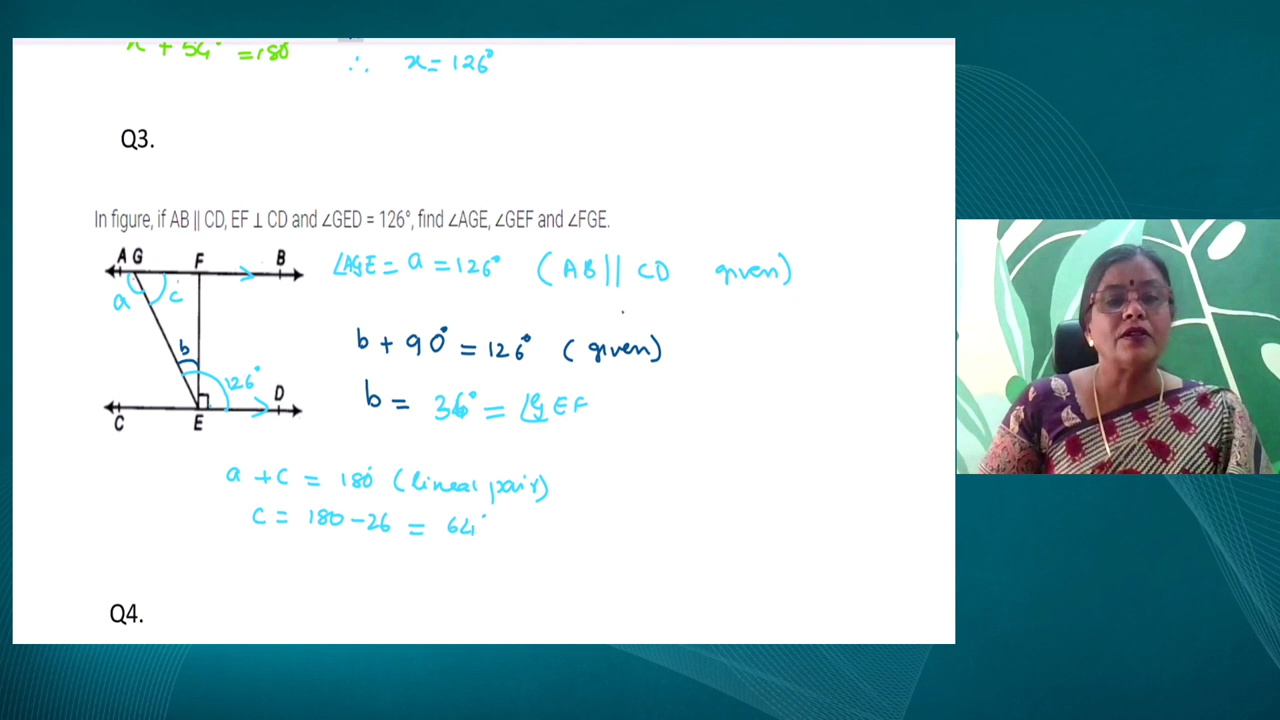 x + 54° = 180
∴ x = 126°
Q3.
In figure, if AB || CD, EF ⊥ CD and ∠GED = 126°, find ∠AGE, ∠GEF and ∠FGE.
A G F B
a c
b
126°
C E D
∠AGE = a = 126° (AB || CD given)
b + 90° = 126° (given)
b = 36° = ∠GEF
a + c = 180° (linear pair)
c = 180 - 26 = 64°
Q4.